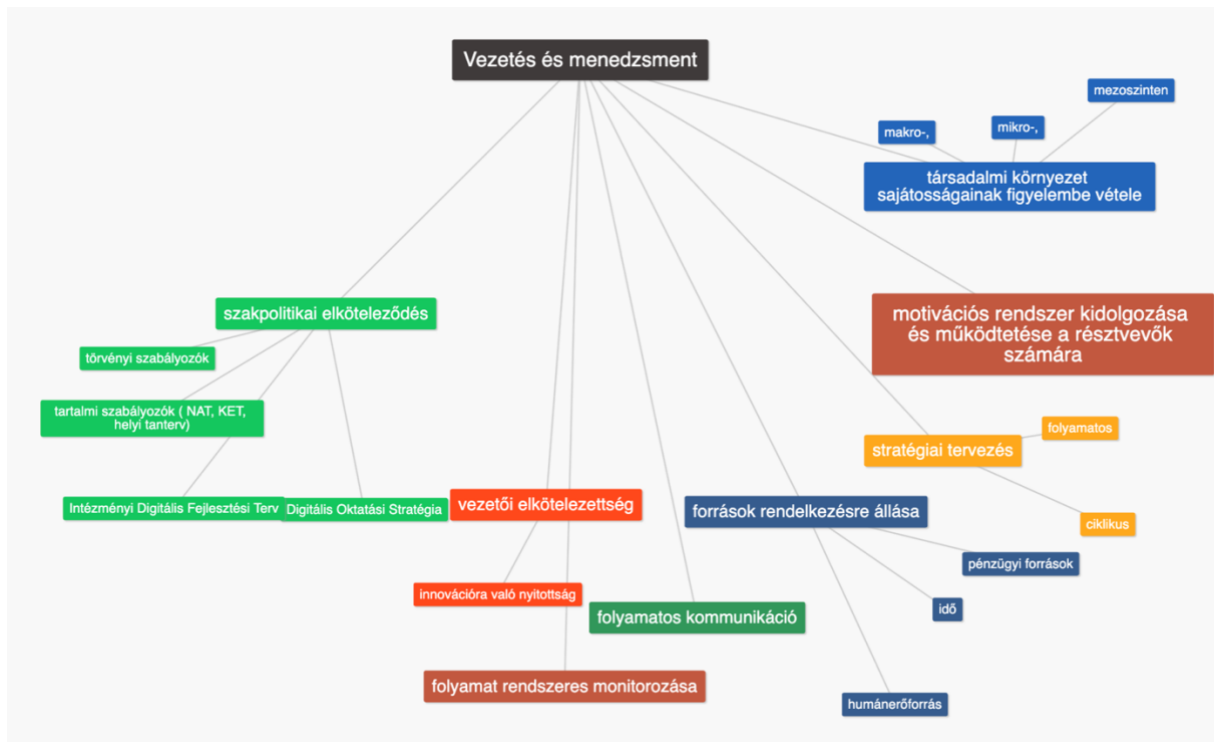 Vezetés és menedzsment
mezoszinten
makro-,
mikro-,
társadalmi környezet
sajátosságainak figyelembe vétele
szakpolitikai elköteleződés
motivációs rendszer kidolgozása
és működtetése a résztvevők
számára
törvényi szabályozók
tartalmi szabályozók ( NAT, KET,
helyi tanterv)
folyamatos
stratégiai tervezés
Intézményi Digitális Fejlesztési Terv
Digitális Oktatási Stratégia
vezetői elkötelezettség
források rendelkezésre állása
ciklikus
pénzügyi források
innovációra való nyitottság
idő
folyamatos kommunikáció
folyamat rendszeres monitorozása
humánerőforrás